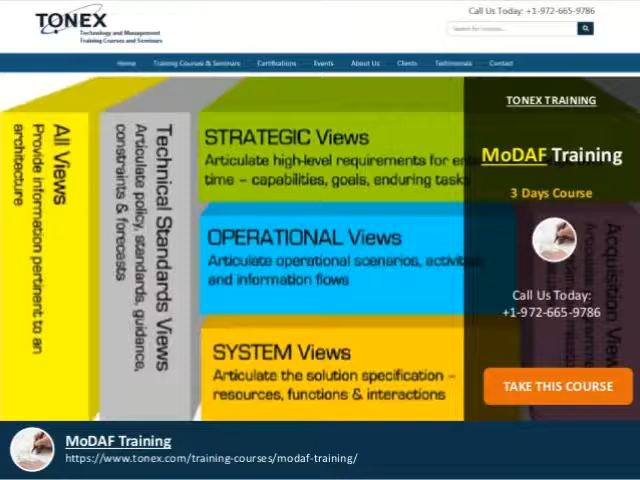 TONEX
Technology and Management
Training Courses and Seminars
Call Us Today: +1-972-665-9786
Search for courses...
Home
Training Courses & Seminars
Certifications
Events
About Us
Clients
Testimonials
Contact
All Views
Provide information pertinent to an
architecture
Technical Standards Views
Articulate policy, standards, guidance,
constraints & forecasts
STRATEGIC Views
Articulate high-level requirements for
time – capabilities, goals, enduring tasks
OPERATIONAL Views
Articulate operational scenarios,
and information flows
SYSTEM Views
Articulate the solution specification –
resources, functions & interactions
Acquisition View
TONEX TRAINING
MoDAF Training
3 Days Course
Call Us Today:
+1-972-665-9786
TAKE THIS COURSE
MoDAF Training
https://www.tonex.com/training-courses/modaf-training/